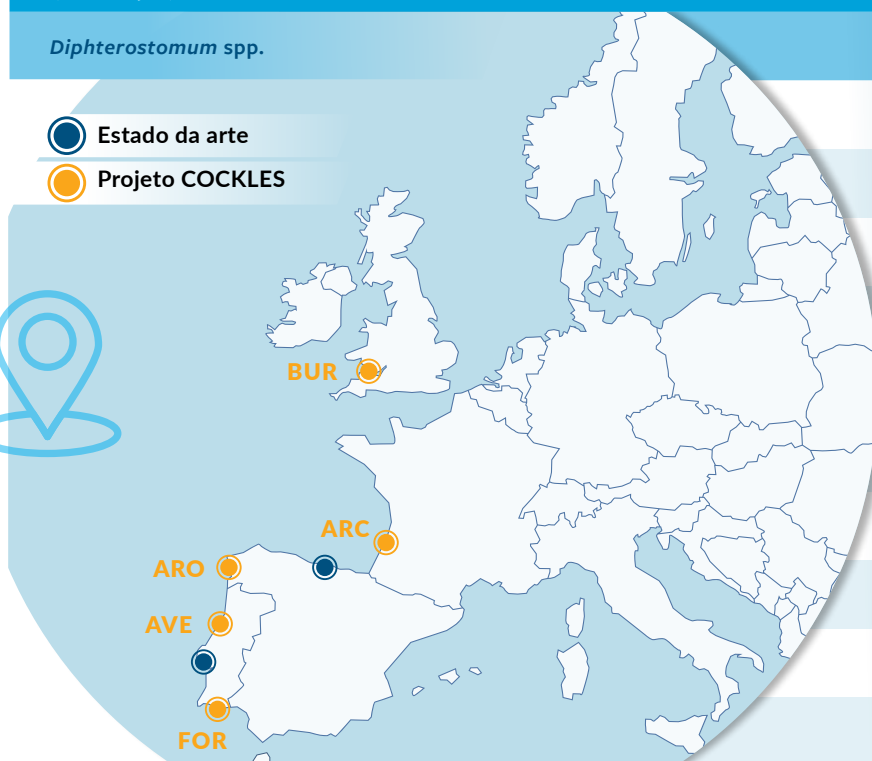 Diphterostomum spp.
Estado da arte
Projeto COCKLES
BUR
ARC
ARO
AVE
FOR